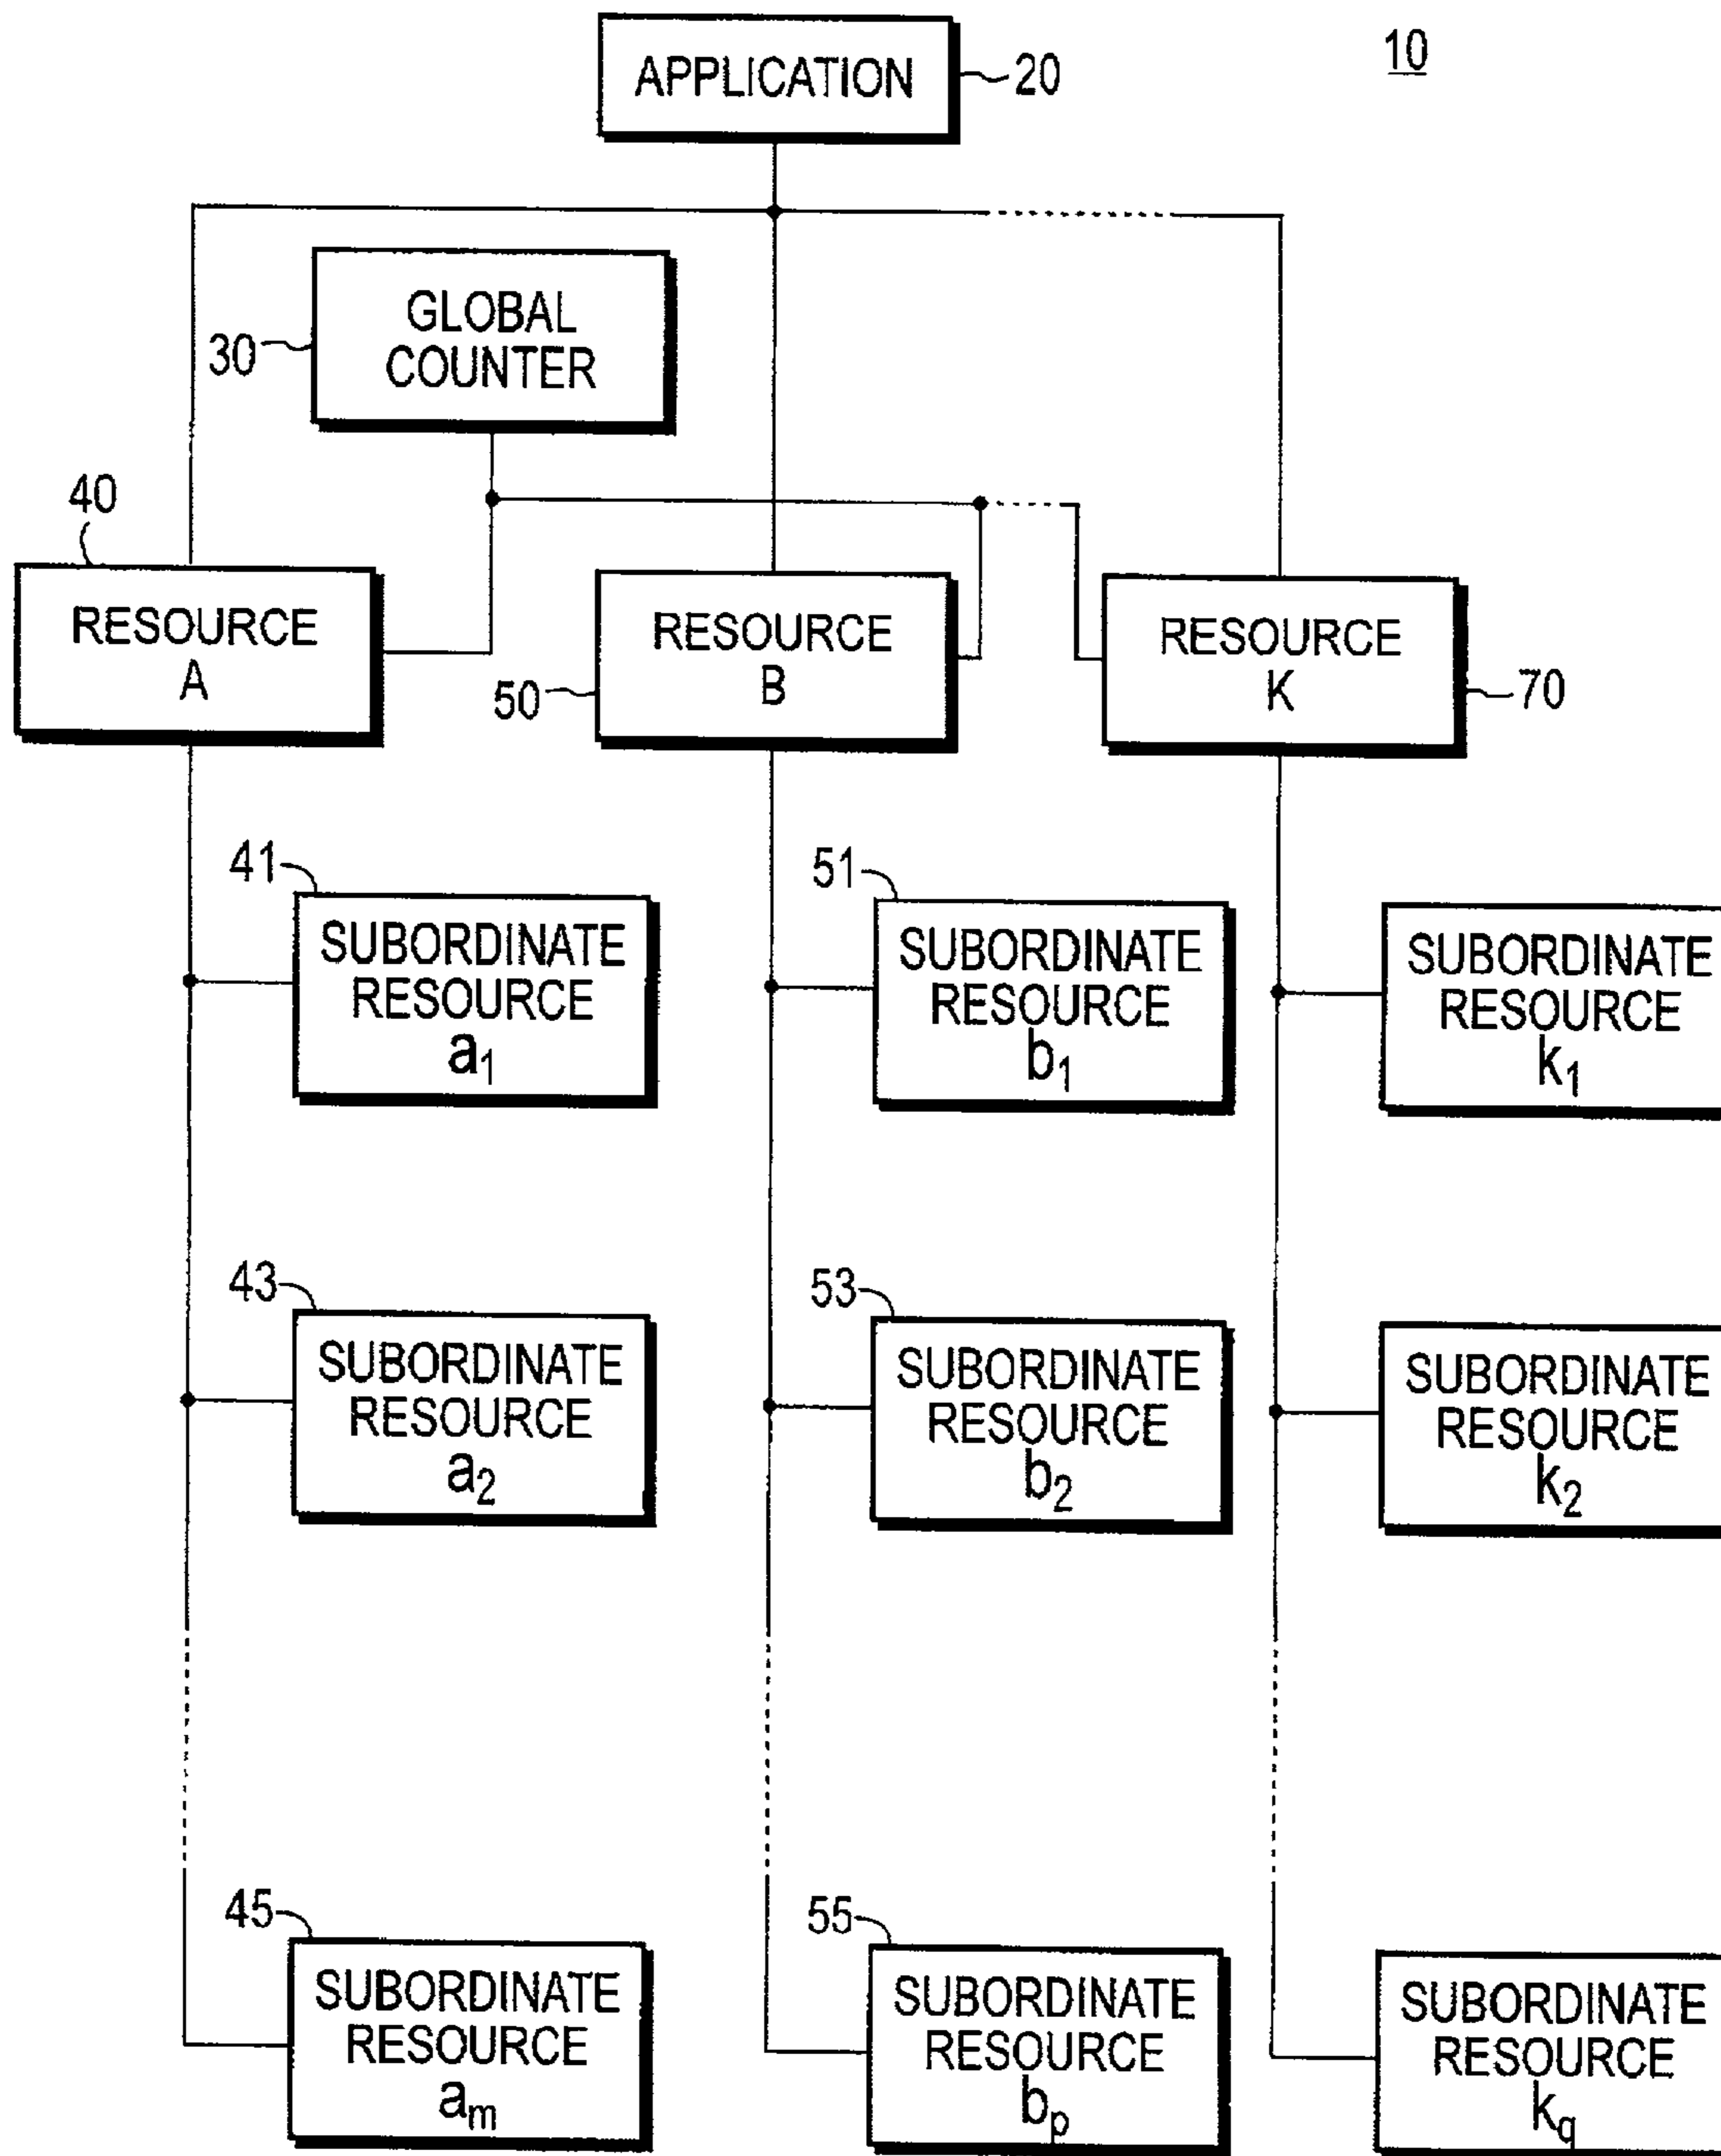 10
APPLICATION
20
GLOBAL
COUNTER
30
40
RESOURCE
A
RESOURCE
B
50
RESOURCE
K
70
41
SUBORDINATE
RESOURCE
a₁
51
SUBORDINATE
RESOURCE
b₁
SUBORDINATE
RESOURCE
k₁
43
SUBORDINATE
RESOURCE
a₂
53
SUBORDINATE
RESOURCE
b₂
SUBORDINATE
RESOURCE
k₂
45
SUBORDINATE
RESOURCE
aₘ
55
SUBORDINATE
RESOURCE
bₚ
SUBORDINATE
RESOURCE
k_q